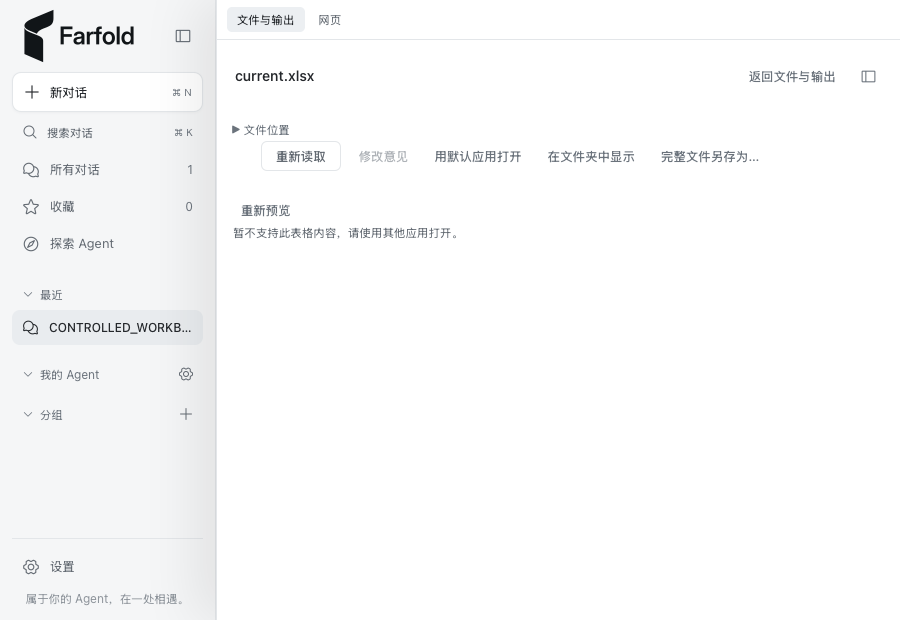 Farfold
新对话 ⌘ N
搜索对话 ⌘ K
所有对话 1
收藏 0
探索 Agent
最近
CONTROLLED_WORKB...
我的 Agent
分组
设置
属于你的 Agent，在一处相遇。
文件与输出 网页
current.xlsx 返回文件与输出
▶ 文件位置
重新读取 修改意见 用默认应用打开 在文件夹中显示 完整文件另存为...
重新预览
暂不支持此表格内容，请使用其他应用打开。